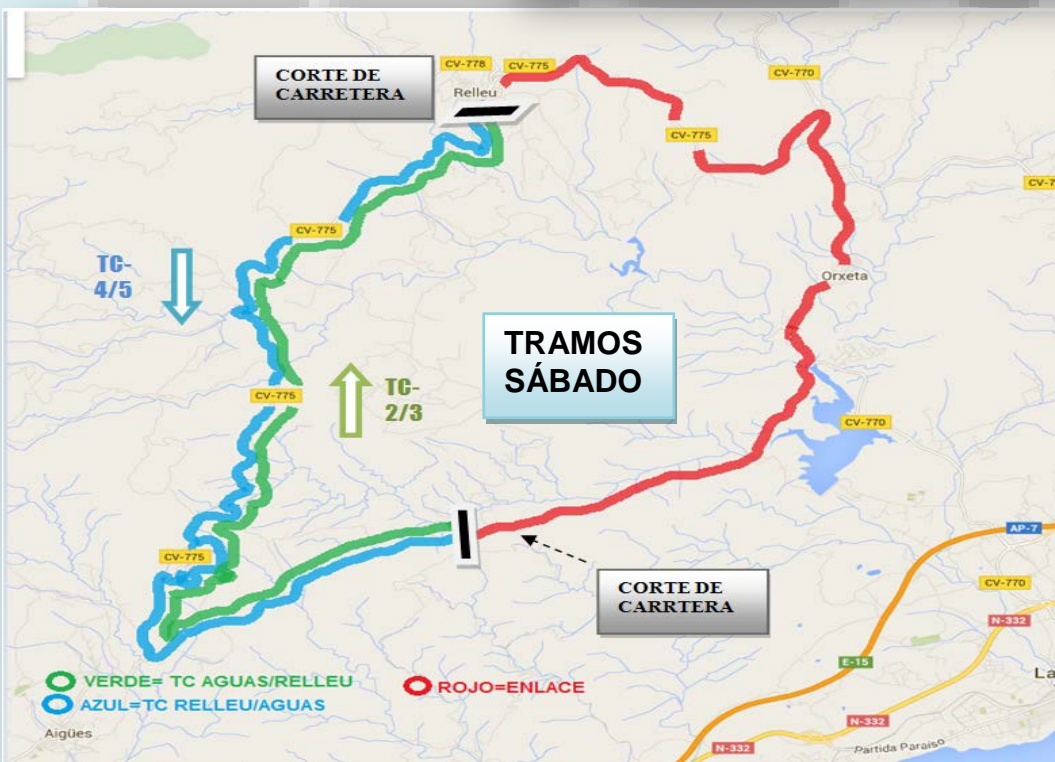 CORTE DE
CARRETERA
CV-778
CV-775
Relleu
CV-770
CV-775
CV-7
CV-775
TC-
4/5
Orxeta
TRAMOS
SÁBADO
TC-
2/3
CV-775
CV-770
AP-7
CV-775
CORTE DE
CARRTERA
CV-770
N-332
E-15
La
VERDE= TC AGUAS/RELLEU
ROJO=ENLACE
AZUL=TC RELLEU/AGUAS
Aigües
N-332
N-332
Partida Paraiso